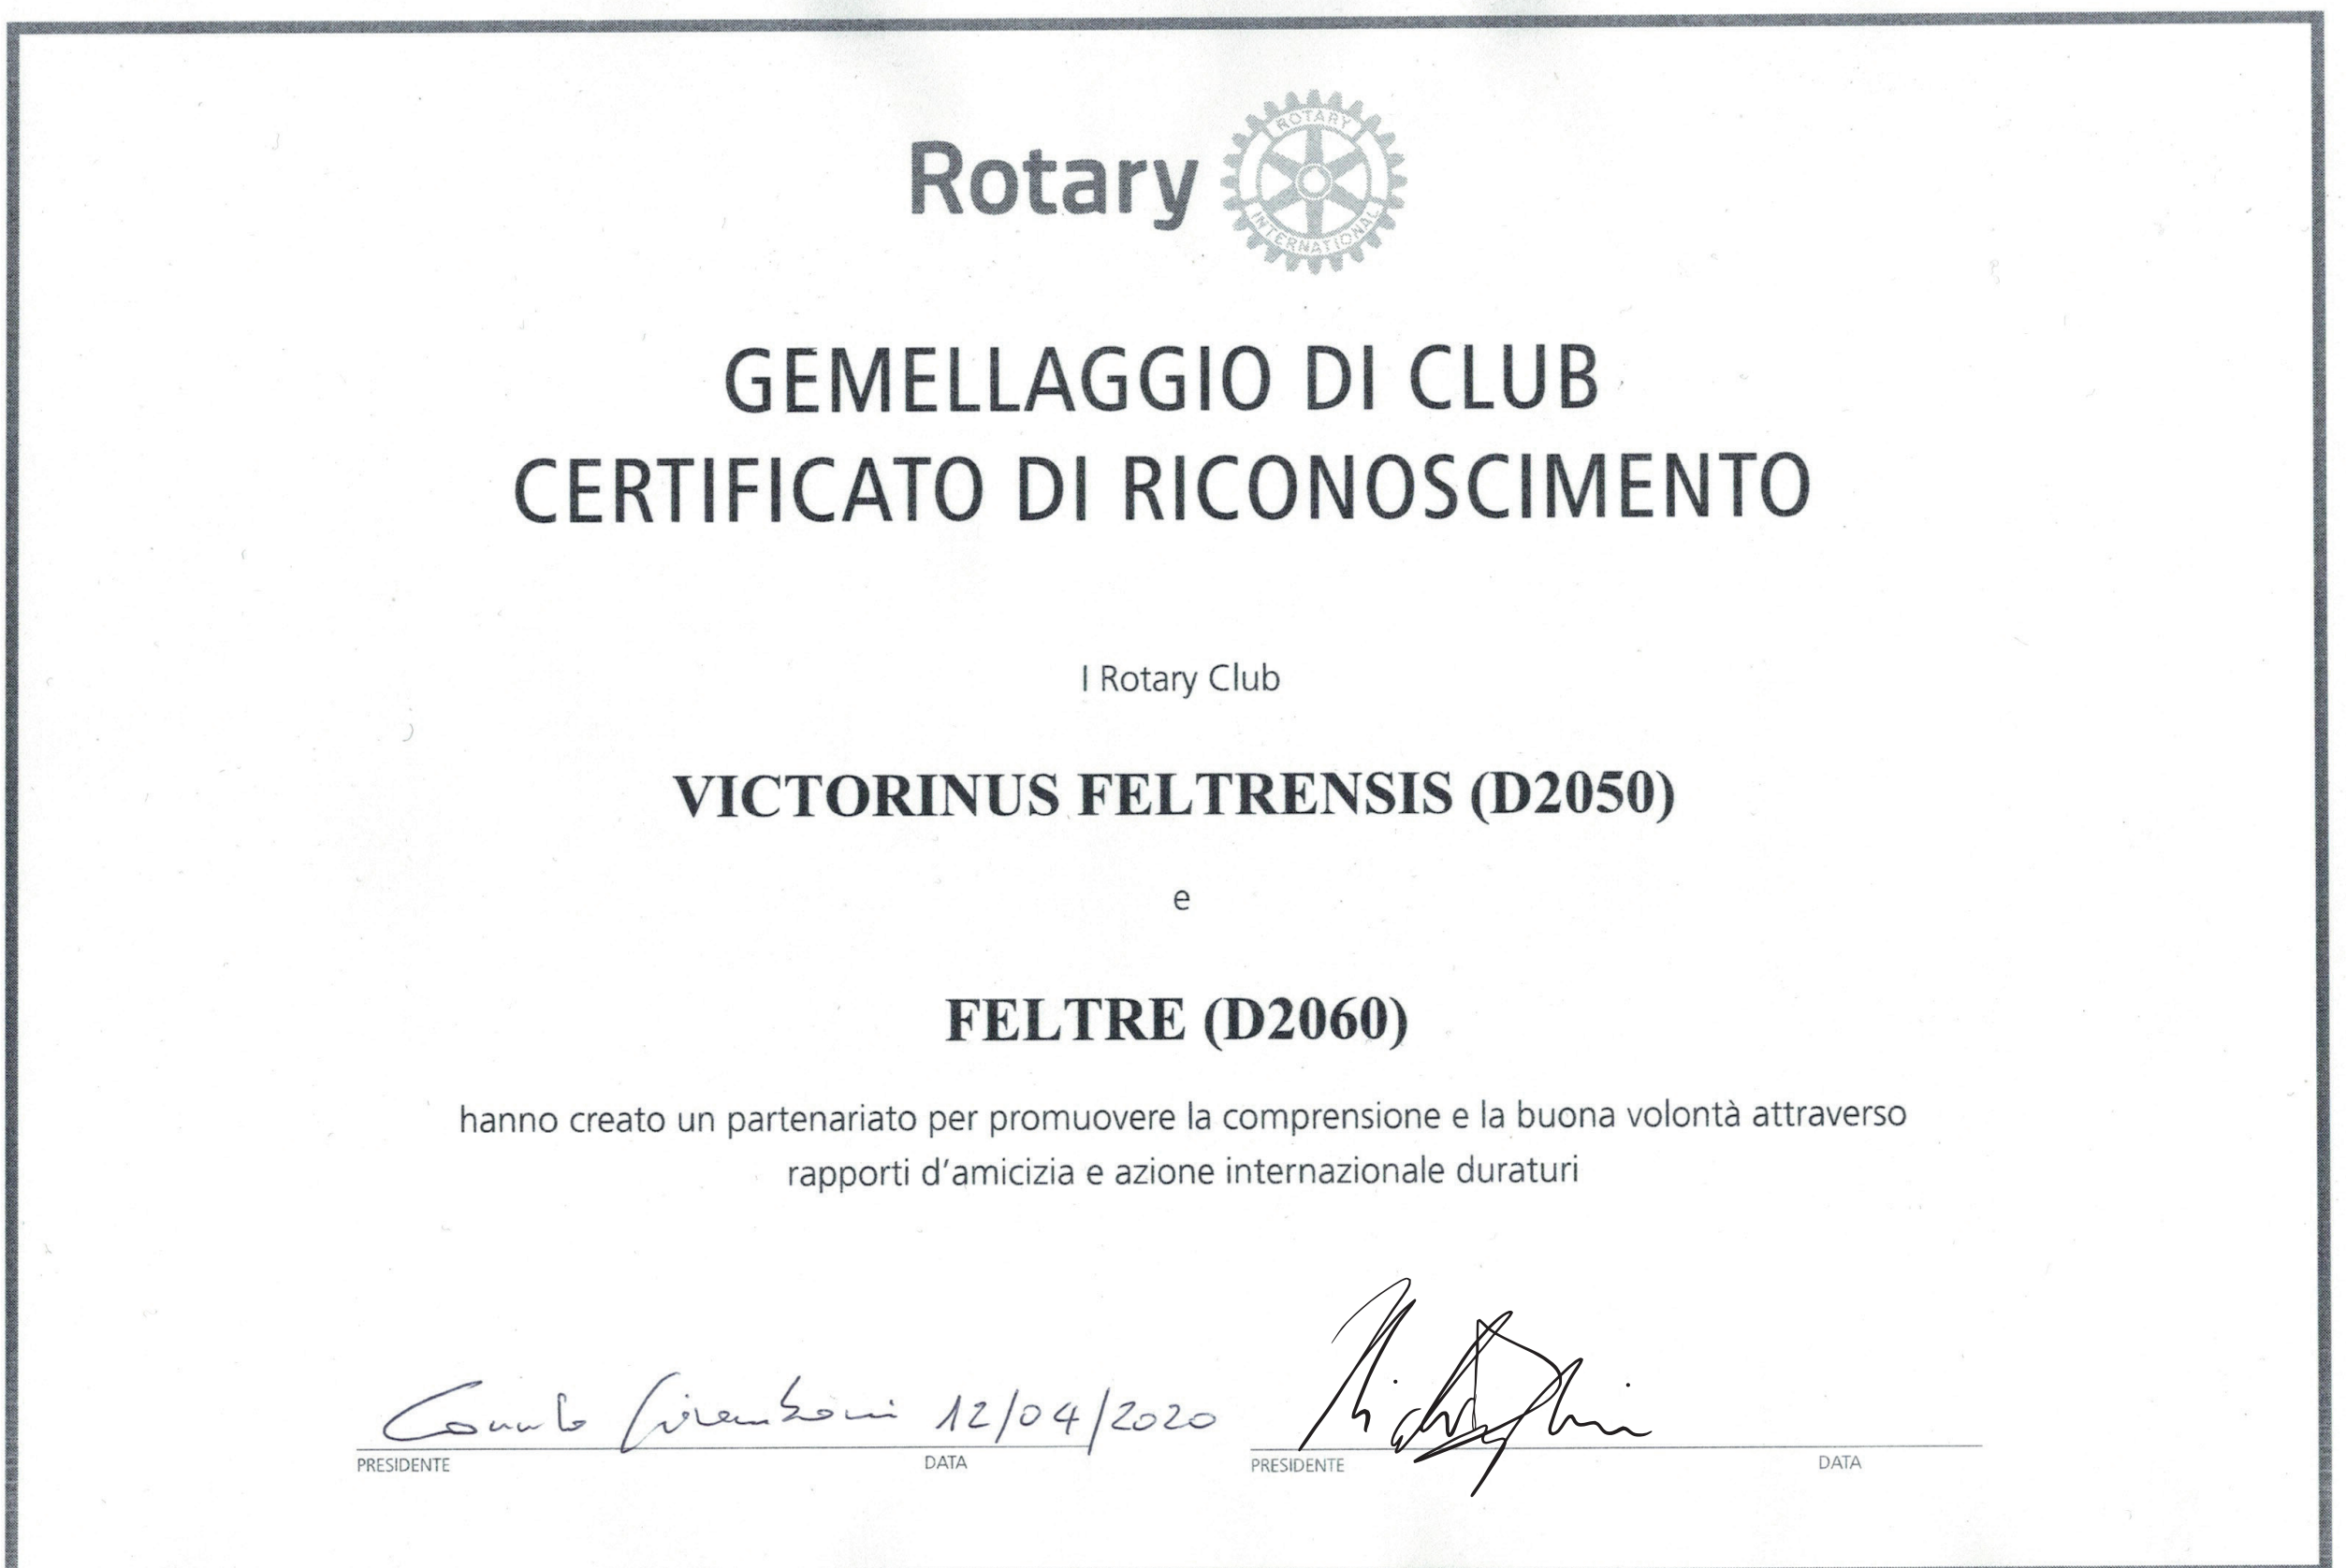 Rotary
ROTARY
INTERNATIONAL
GEMELLAGGIO DI CLUB
CERTIFICATO DI RICONOSCIMENTO
I Rotary Club
VICTORINUS FELTRENSIS (D2050)
e
FELTRE (D2060)
hanno creato un partenariato per promuovere la comprensione e la buona volontà attraverso
rapporti d’amicizia e azione internazionale duraturi
12/04/2020
PRESIDENTE DATA PRESIDENTE DATA